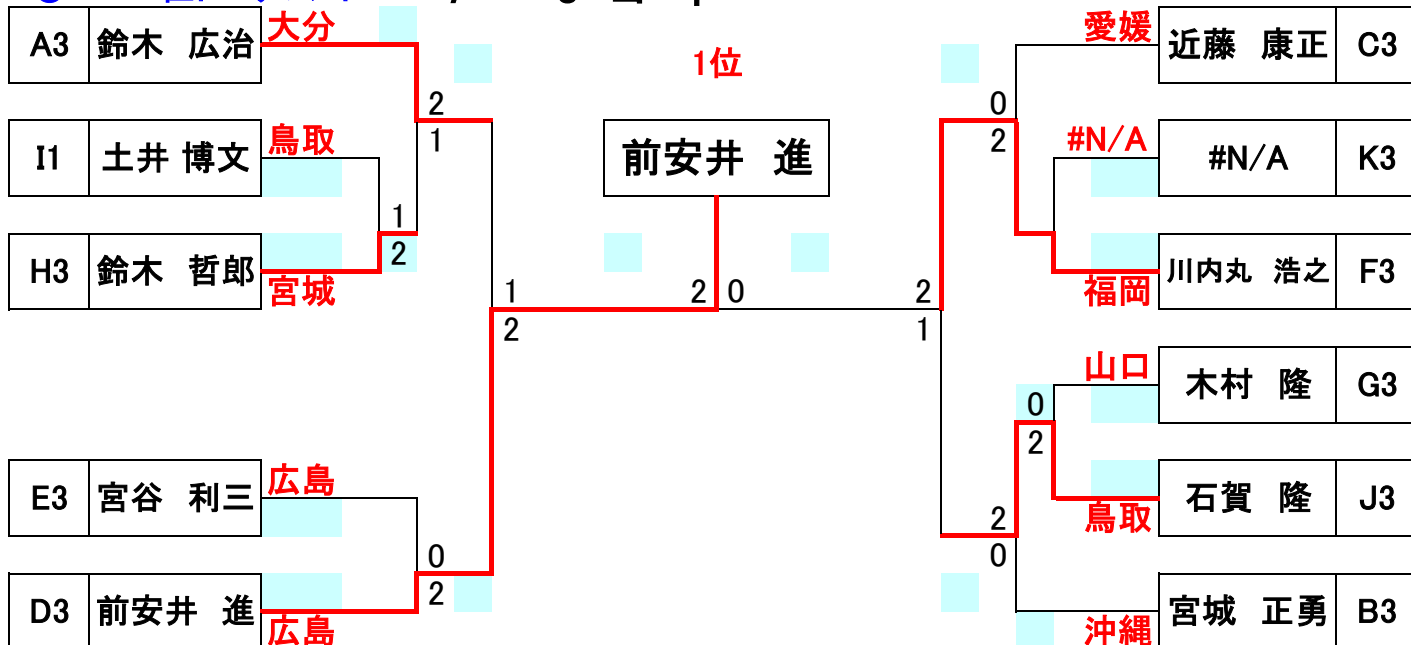 大分
A3 鈴木 広治
1位
愛媛
近藤 康正 C3
2
1
0
2
鳥取
I1 土井 博文
前安井 進
#N/A
#N/A K3
1
2
H3 鈴木 哲郎
宮城
川内丸 浩之 F3
福岡
1
2
2 0
2
1
山口
木村 隆 G3
0
2
広島
E3 宮谷 利三
石賀 隆 J3
鳥取
0
2
2
0
D3 前安井 進
広島
宮城 正勇 B3
沖縄